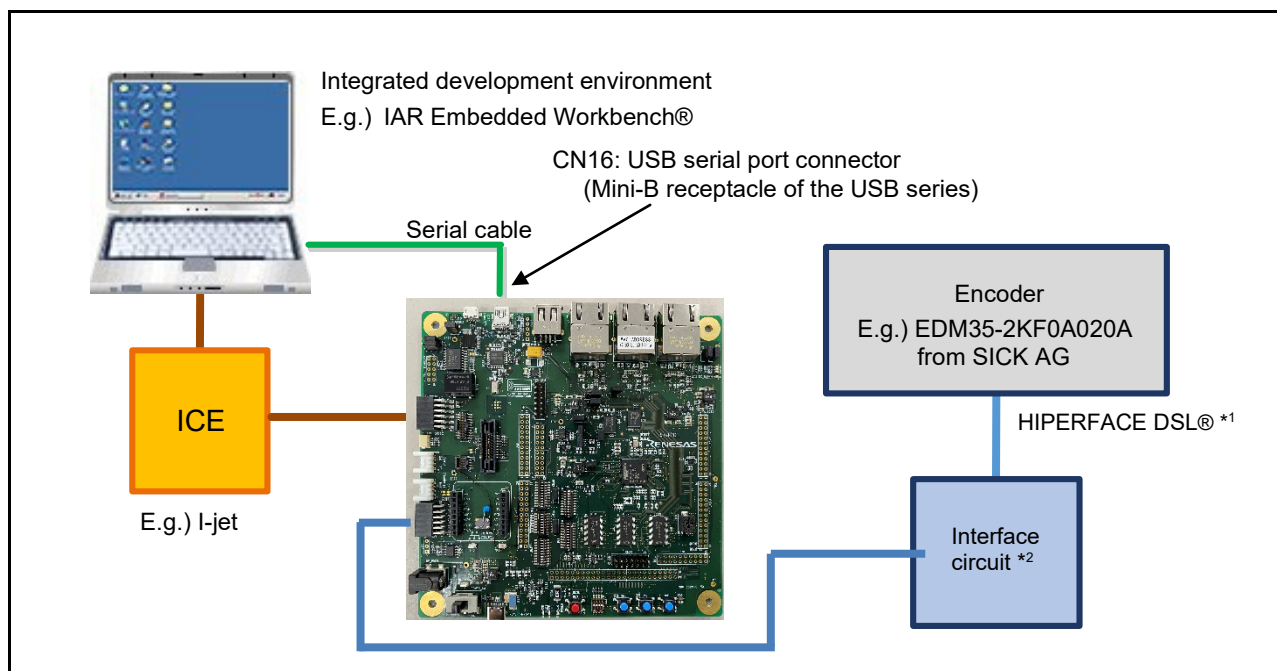 Integrated development environment
E.g.) IAR Embedded Workbench®
CN16: USB serial port connector
(Mini-B receptacle of the USB series)
Serial cable
Encoder
E.g.) EDM35-2KF0A020A
from SICK AG
ICE
HIPERFACE DSL® *1
RENESAS
E.g.) I-jet
Interface
circuit *2